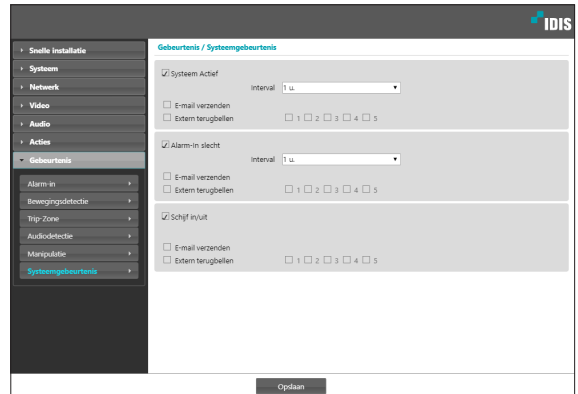 IDIS
Snelle installatie
Systeem
Netwerk
Video
Audio
Acties
Gebeurtenis
Alarm-in
Bewegingsdetectie
Trip-Zone
Audiodetectie
Manipulatie
Systeemgebeurtenis
Gebeurtenis / Systeemgebeurtenis
Systeem Actief
Interval 1 u.
E-mail verzenden
Extern terugbellen 1 2 3 4 5
Alarm-In slecht
Interval 1 u.
E-mail verzenden
Extern terugbellen 1 2 3 4 5
Schijf in/uit
E-mail verzenden
Extern terugbellen 1 2 3 4 5
Opslaan